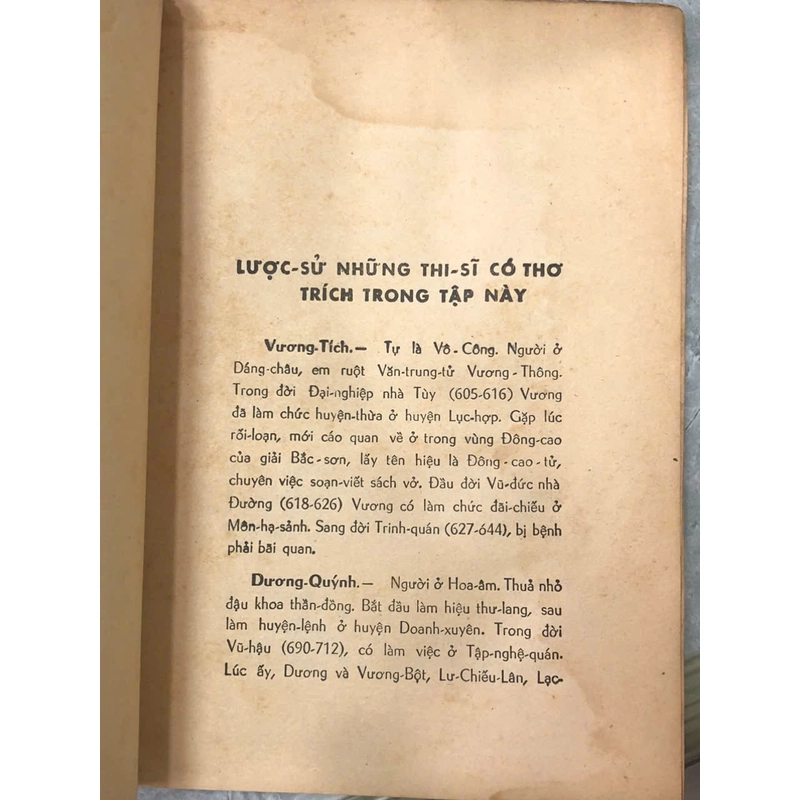 LƯỢC-SỬ NHỮNG THI-SĨ CÓ THƠ
TRÍCH TRONG TẬP NÀY
Vương-Tích.— Tự là Vô-Công. Người ở
Dáng-châu, em ruột Văn-trung-tử Vương-Thông.
Trong đời Đại-nghiệp nhà Tùy (605-616) Vương
đã làm chức huyện-thừa ở huyện Lục-hợp. Gặp lúc
rối-loạn, mới cáo quan về ở trong vùng Đông-cao
của giải Bắc-sơn, lấy tên hiệu là Đông-cao-tử,
chuyên việc soạn-viết sách vở. Đầu đời Vũ-đức nhà
Đường (618-626) Vương có làm chức đãi-chiếu ở
Môn-hạ-sảnh. Sang đời Trinh-quán (627-644), bị bệnh
phải bãi quan.
Dương-Quýnh.— Người ở Hoa-âm. Thuả nhỏ
đậu khoa thần-đồng. Bắt đầu làm hiệu thư-lang, sau
làm huyện-lệnh ở huyện Doanh-xuyên. Trong đời
Vũ-hậu (690-712), có làm việc ở Tập-nghệ-quán.
Lúc ấy, Dương và Vương-Bột, Lư-Chiếu-Lân, Lạc-